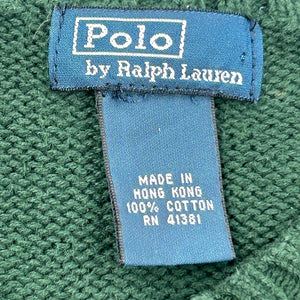 Polo
by Ralph Lauren
MADE IN
HONG KONG
100% COTTON
RN 41381